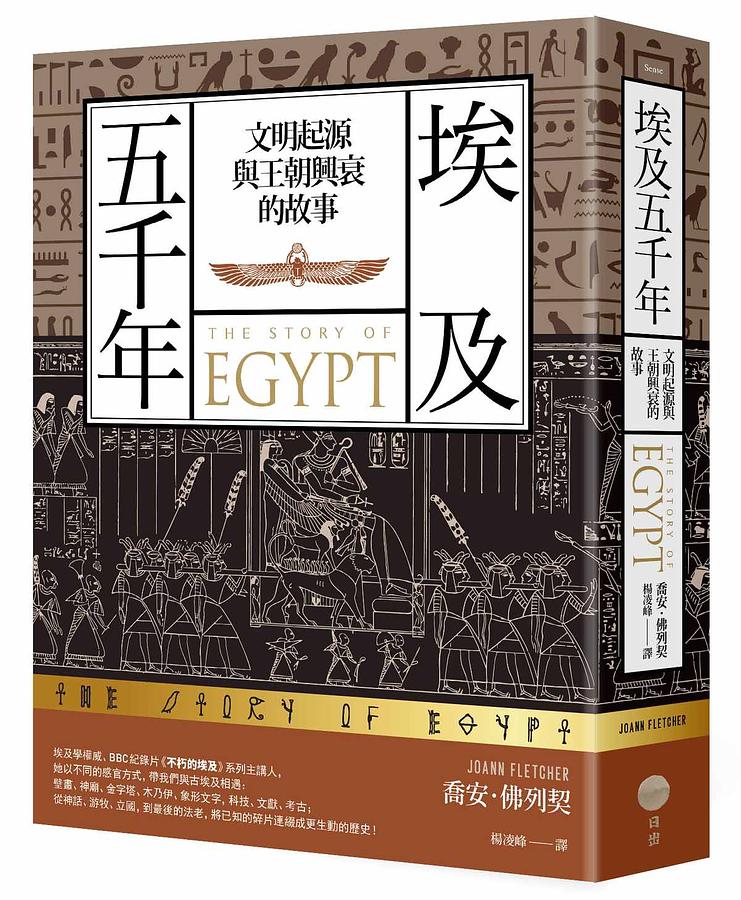 埃及
五千年
文明起源
與王朝興衰
的故事
THE STORY OF
EGYPT
THE STORY OF EGYPT
埃及學權威、BBC紀錄片《不朽的埃及》系列主講人，
她以不同的感官方式，帶我們與古埃及相遇：
壁畫、神廟、金字塔、木乃伊、象形文字，科技、文獻、考古；
從神話、游牧、立國，到最後的法老，將已知的碎片連綴成更生動的歷史！
JOANN FLETCHER
喬安·佛列契
楊凌峰——譯
Sense
埃及五千年
文明起源與
王朝興衰的
故事
THE STORY OF
EGYPT
喬安·佛列契
楊凌峰——譯
JOANN FLETCHER
日出